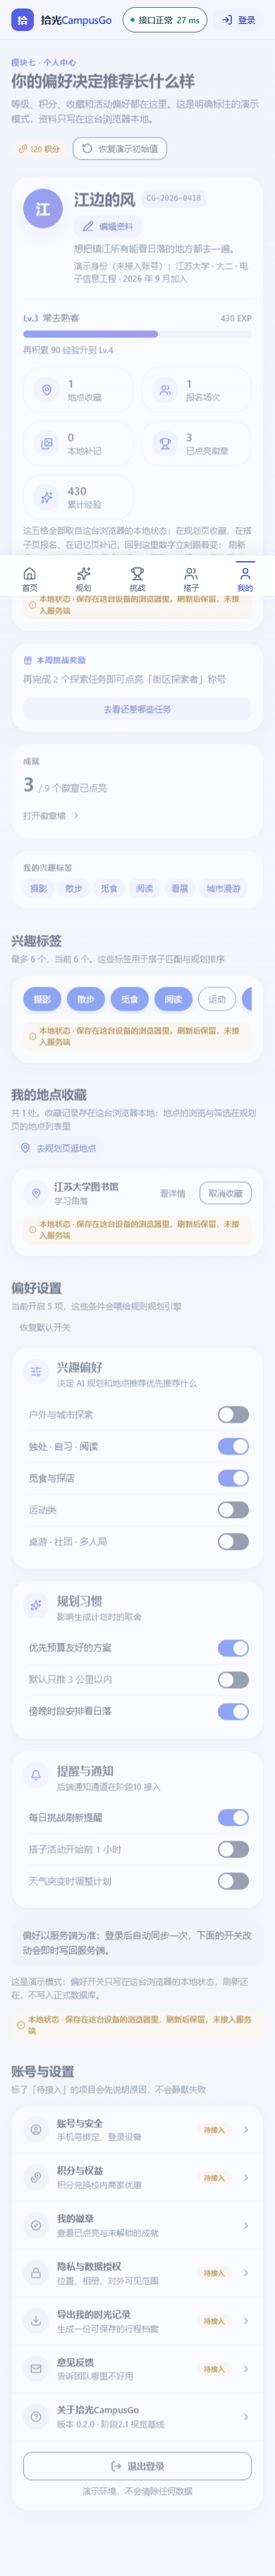 拾 拾光CampusGo 接口正常 27 ms 登录
模块七 · 个人中心
你的偏好决定推荐长什么样
等级、积分、收藏和活动偏好都在这里。这是明确标注的演示
模式，资料只写在台浏览器本地。
120 积分 恢复演示初始值
江 江边的风 CG-2026-0418
编辑资料
想把镇江所有能看日落的地方都去一遍。
演示身份（未接入账号）：江苏大学 · 大二 · 电
子信息工程 · 2026 年 9 月加入
Lv.3 常去熟客 430 EXP
再积累 90 经验升到 Lv.4
1
地点收藏
1
报名场次
0
本地补记
3
已点亮徽章
430
累计经验
这五格全部取自这台浏览器的本地状态：在规划页收藏、在搭
子页报名、在记忆页补记，回到这里数字立刻跟着变； 刷新
首页 规划 挑战 搭子 我的
本地状态 · 保存在这台设备的浏览器里，刷新后保留，未接
入服务端
本周挑战奖励
再完成 2 个探索任务即可点亮「街区探索者」称号
去看还差哪些任务
成就
3 / 9 个徽章已点亮
打开徽章墙
我的兴趣标签
摄影 散步 觅食 阅读 看展 城市漫游
兴趣标签
最多 6 个，当前 6 个。这些标签用于搭子匹配与规划排序
摄影 散步 觅食 阅读 运动
本地状态 · 保存在这台设备的浏览器里，刷新后保留，未接
入服务端
我的地点收藏
共 1 处。收藏记录存在这台浏览器本地；地点的浏览与筛选在规划
页的地点列表里
去规划页逛地点
江苏大学图书馆
学习角落
看详情 取消收藏
本地状态 · 保存在这台设备的浏览器里，刷新后保留，未接
入服务端
偏好设置
当前开启 5 项，这些条件会喂给规则规划引擎
恢复默认开关
兴趣偏好
决定 AI 规划和地点推荐优先推荐什么
户外与城市探索
独处 · 自习 · 阅读
觅食与探店
运动类
桌游 · 社团 · 多人局
规划习惯
影响生成计划时的取舍
优先预算友好的方案
默认只推 3 公里以内
傍晚时段安排看日落
提醒与通知
后端通知通道在阶段10 接入
每日挑战刷新提醒
搭子活动开始前 1 小时
天气突变时调整计划
偏好以服务端为准：登录后自动同步一次，下面的开关改
动会即时写回服务端。
这是演示模式：偏好开关只写在这台浏览器的本地状态，刷新还
在，不写入正式数据库。
本地状态 · 保存在这台设备的浏览器里，刷新后保留，未接入服务
端
账号与设置
标了「待接入」的项目会先说明原因，不会静默失败
账号与安全
手机号绑定、登录设备
待接入
积分与权益
积分兑换校内商家优惠
待接入
我的徽章
查看已点亮与未解锁的成就
隐私与数据授权
位置、相册、对外可见范围
待接入
导出我的时光记录
生成一份可保存的行程档案
待接入
意见反馈
告诉团队哪里不好用
待接入
关于拾光CampusGo
版本 0.2.0 · 阶段2.1 视觉基线
退出登录
演示环境，不会清除任何数据